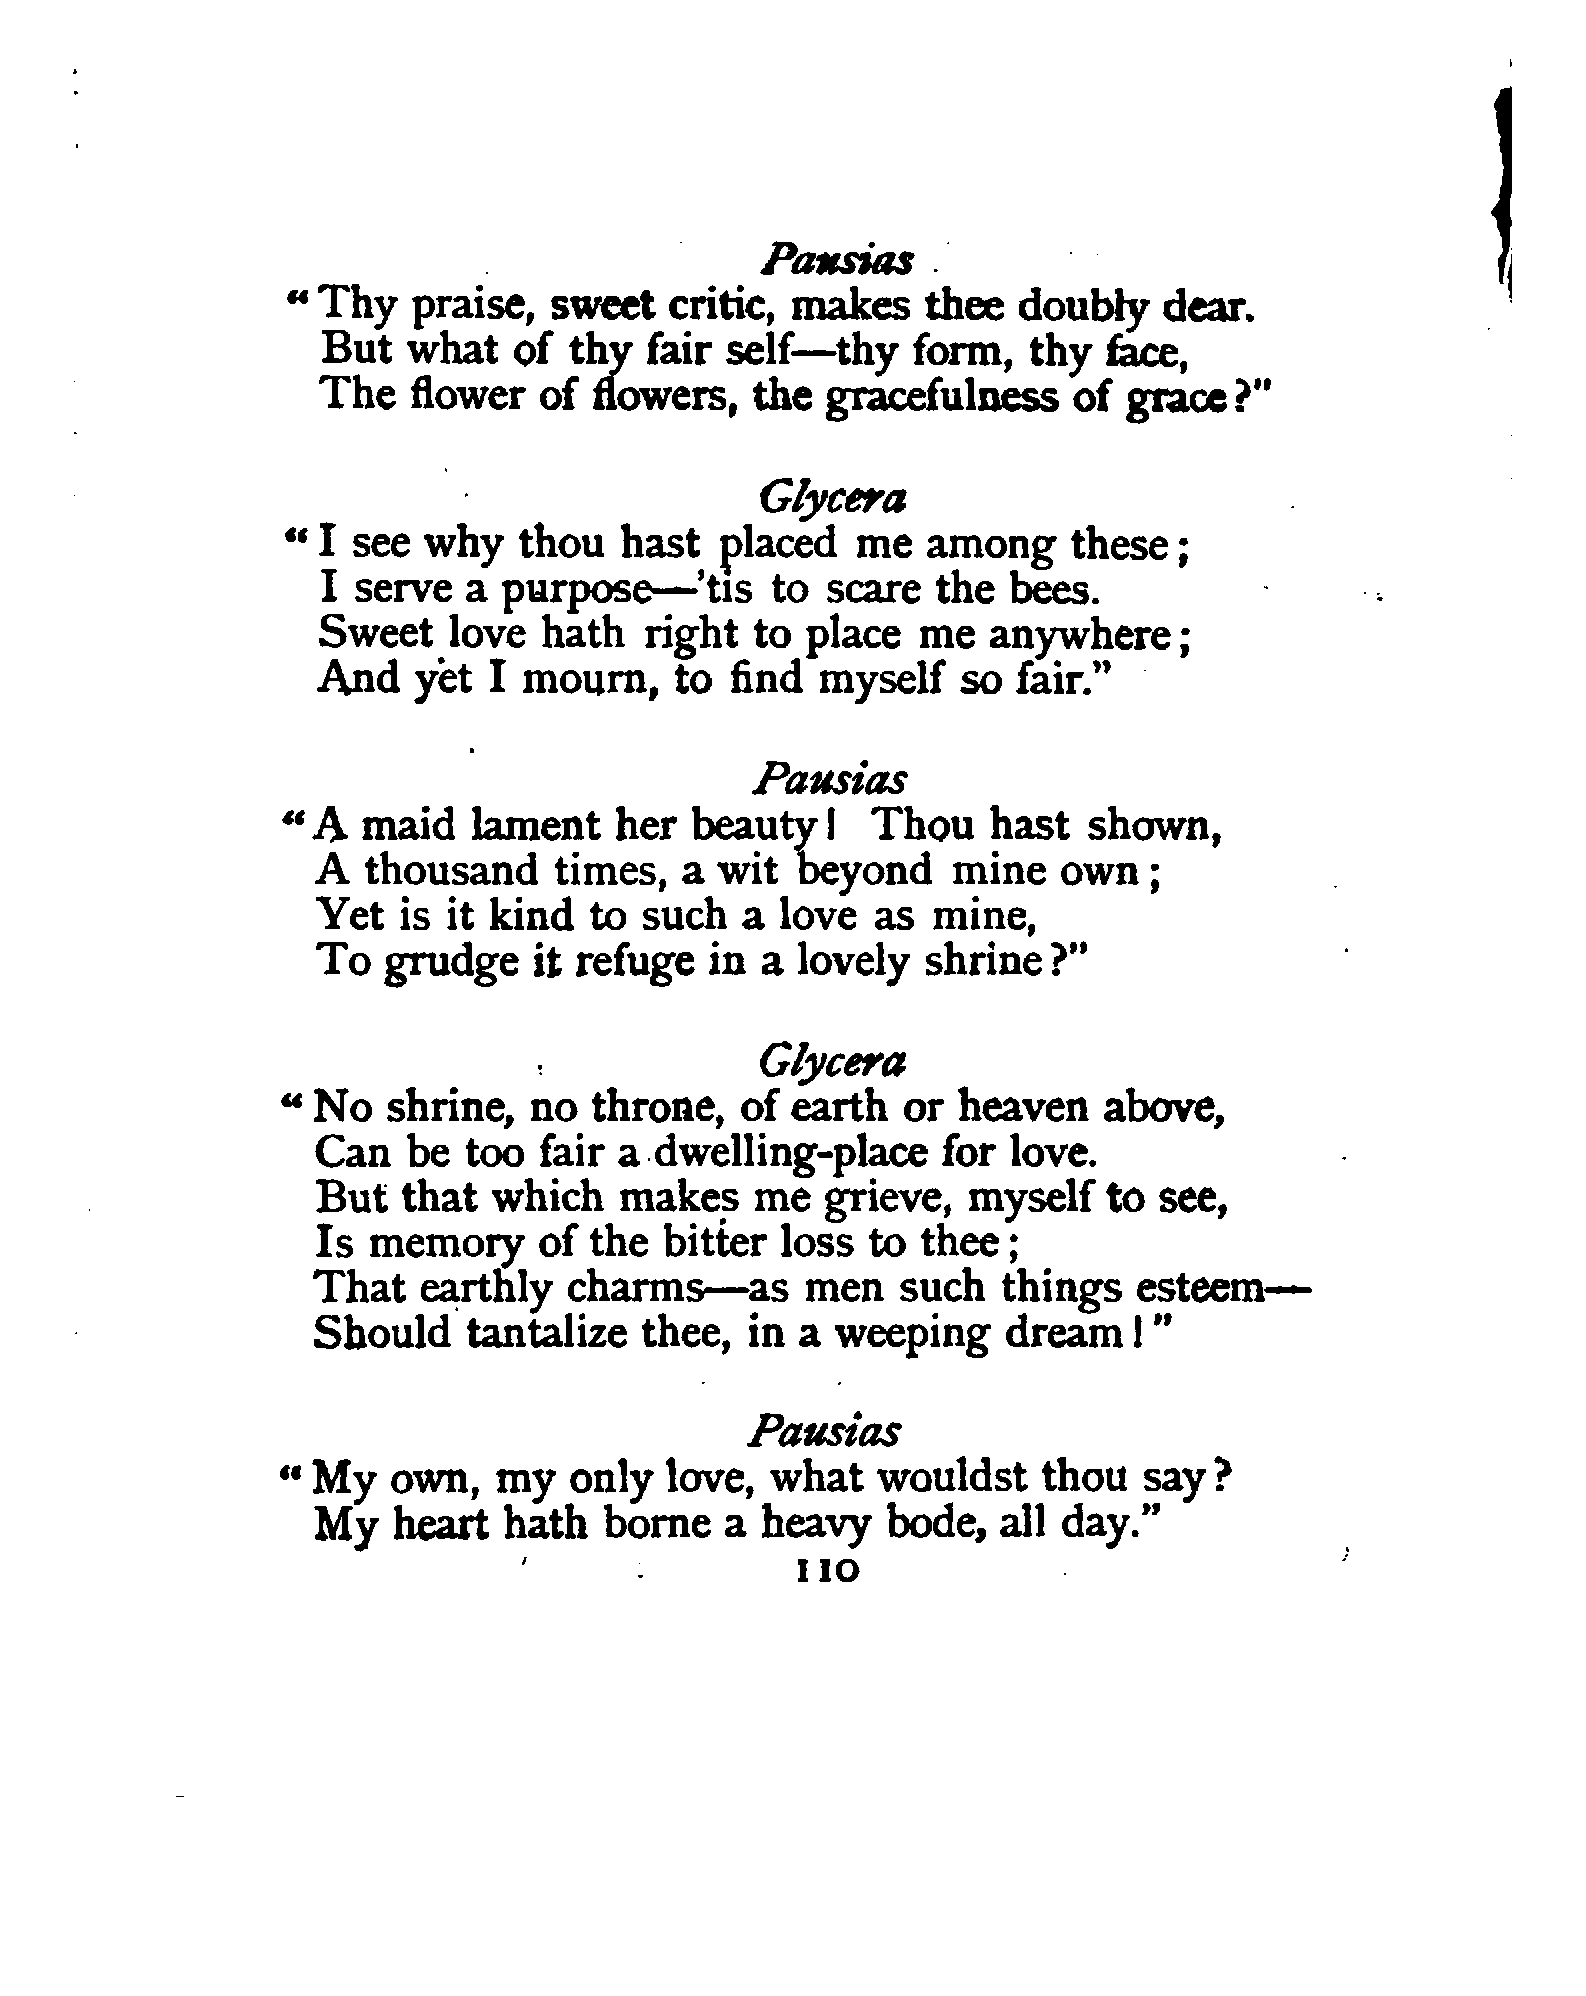 Pausias
“Thy praise, sweet critic, makes thee doubly dear.
But what of thy fair self—thy form, thy face,
The flower of flowers, the gracefulness of grace?”
Glycera
“I see why thou hast placed me among these;
I serve a purpose—’tis to scare the bees.
Sweet love hath right to place me anywhere;
And yet I mourn, to find myself so fair.”
Pausias
“A maid lament her beauty! Thou hast shown,
A thousand times, a wit beyond mine own;
Yet is it kind to such a love as mine,
To grudge it refuge in a lovely shrine?”
Glycera
“No shrine, no throne, of earth or heaven above,
Can be too fair a dwelling-place for love.
But that which makes me grieve, myself to see,
Is memory of the bitter loss to thee;
That earthly charms—as men such things esteem—
Should tantalize thee, in a weeping dream!”
Pausias
“My own, my only love, what wouldst thou say?
My heart hath borne a heavy bode, all day.”
110